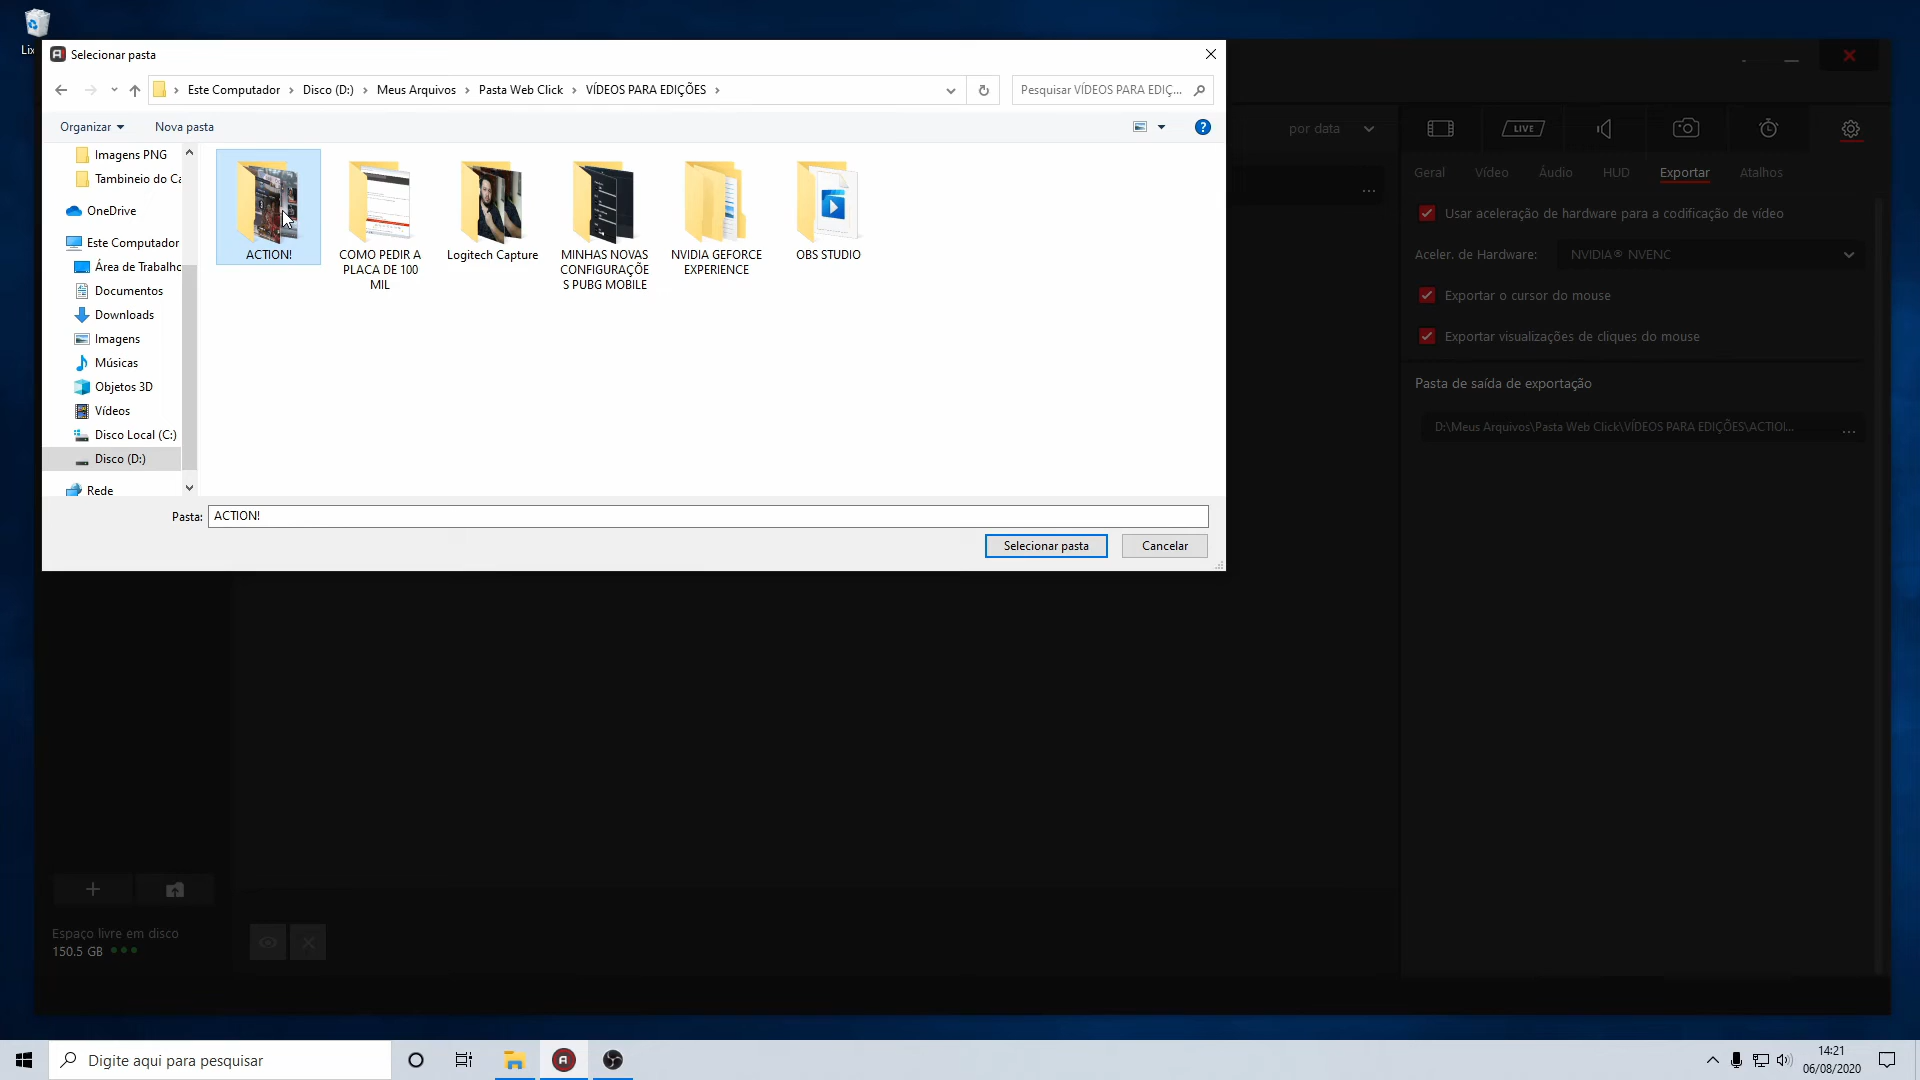 Lix
Selecionar pasta
Este Computador
Disco (D:)
Meus Arquivos
Pasta Web Click
VÍDEOS PARA EDIÇÕES
Pesquisar VÍDEOS PARA EDIÇ...
Organizar
Nova pasta
Imagens PNG
Tambineio do Ca
OneDrive
Este Computador
Área de Trabalho
Documentos
Downloads
Imagens
Músicas
Objetos 3D
Vídeos
Disco Local (C:)
Disco (D:)
Rede
ACTION!
COMO PEDIR A
PLACA DE 100
MIL
Logitech Capture
MINHAS NOVAS
CONFIGURAÇÕE
S PUBG MOBILE
NVIDIA GEFORCE
EXPERIENCE
OBS STUDIO
Pasta:
ACTION!
Selecionar pasta
Cancelar
por data
LIVE
Geral
Vídeo
Áudio
HUD
Exportar
Atalhos
Usar aceleração de hardware para a codificação de vídeo
Aceler. de Hardware:
NVIDIA® NVENC
Exportar o cursor do mouse
Exportar visualizações de cliques do mouse
Pasta de saída de exportação
D:\Meus Arquivos\Pasta Web Click\VÍDEOS PARA EDIÇÕES\ACTIO...
Espaço livre em disco
150.5 GB
Digite aqui para pesquisar
14:21
06/08/2020